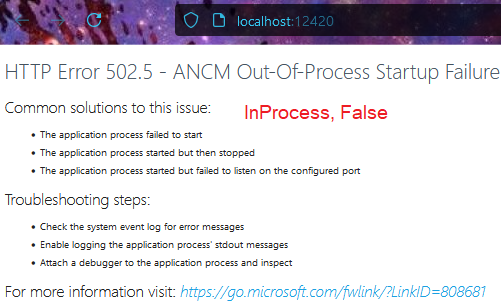 localhost:12420
HTTP Error 502.5 - ANCM Out-Of-Process Startup Failure
Common solutions to this issue:
InProcess, False
• The application process failed to start
• The application process started but then stopped
• The application process started but failed to listen on the configured port
Troubleshooting steps:
• Check the system event log for error messages
• Enable logging the application process' stdout messages
• Attach a debugger to the application process and inspect
For more information visit: https://go.microsoft.com/fwlink/?LinkID=808681